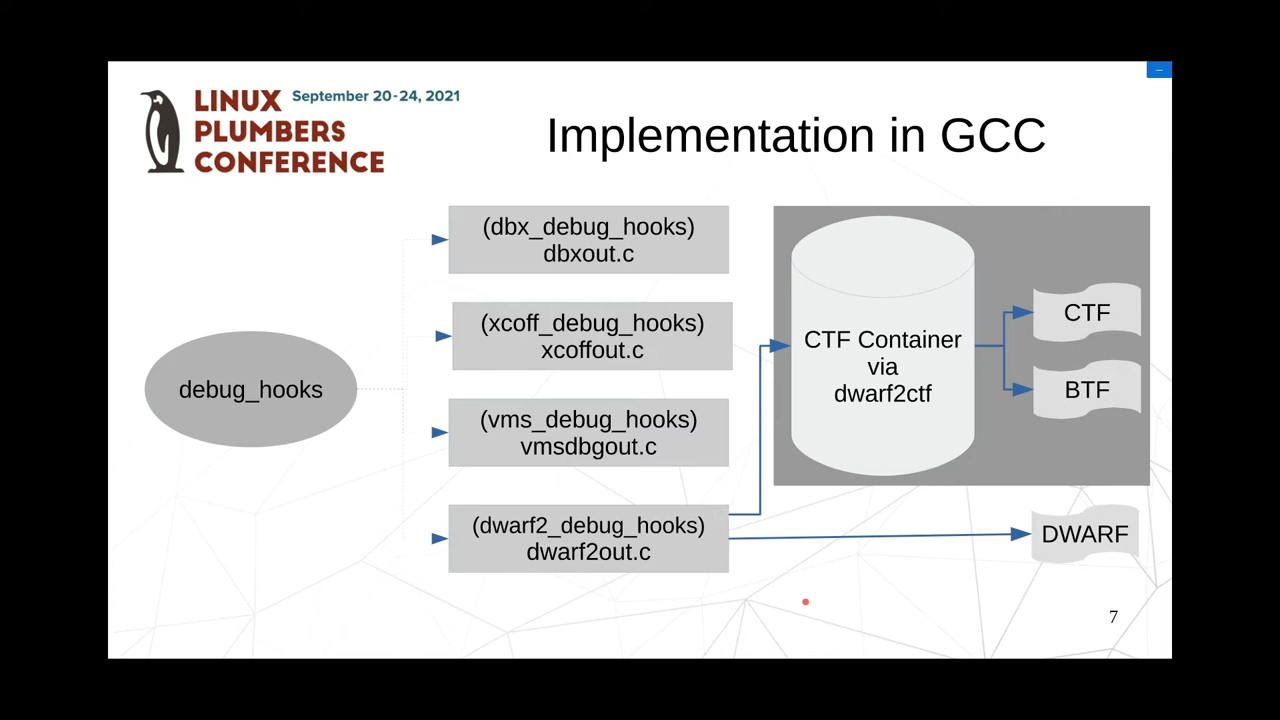 LINUX September 20-24, 2021
PLUMBERS
CONFERENCE
Implementation in GCC
debug_hooks
(dbx_debug_hooks)
dbxout.c
(xcoff_debug_hooks)
xcoffout.c
(vms_debug_hooks)
vmsdbgout.c
(dwarf2_debug_hooks)
dwarf2out.c
CTF Container
via
dwarf2ctf
CTF
BTF
DWARF
7